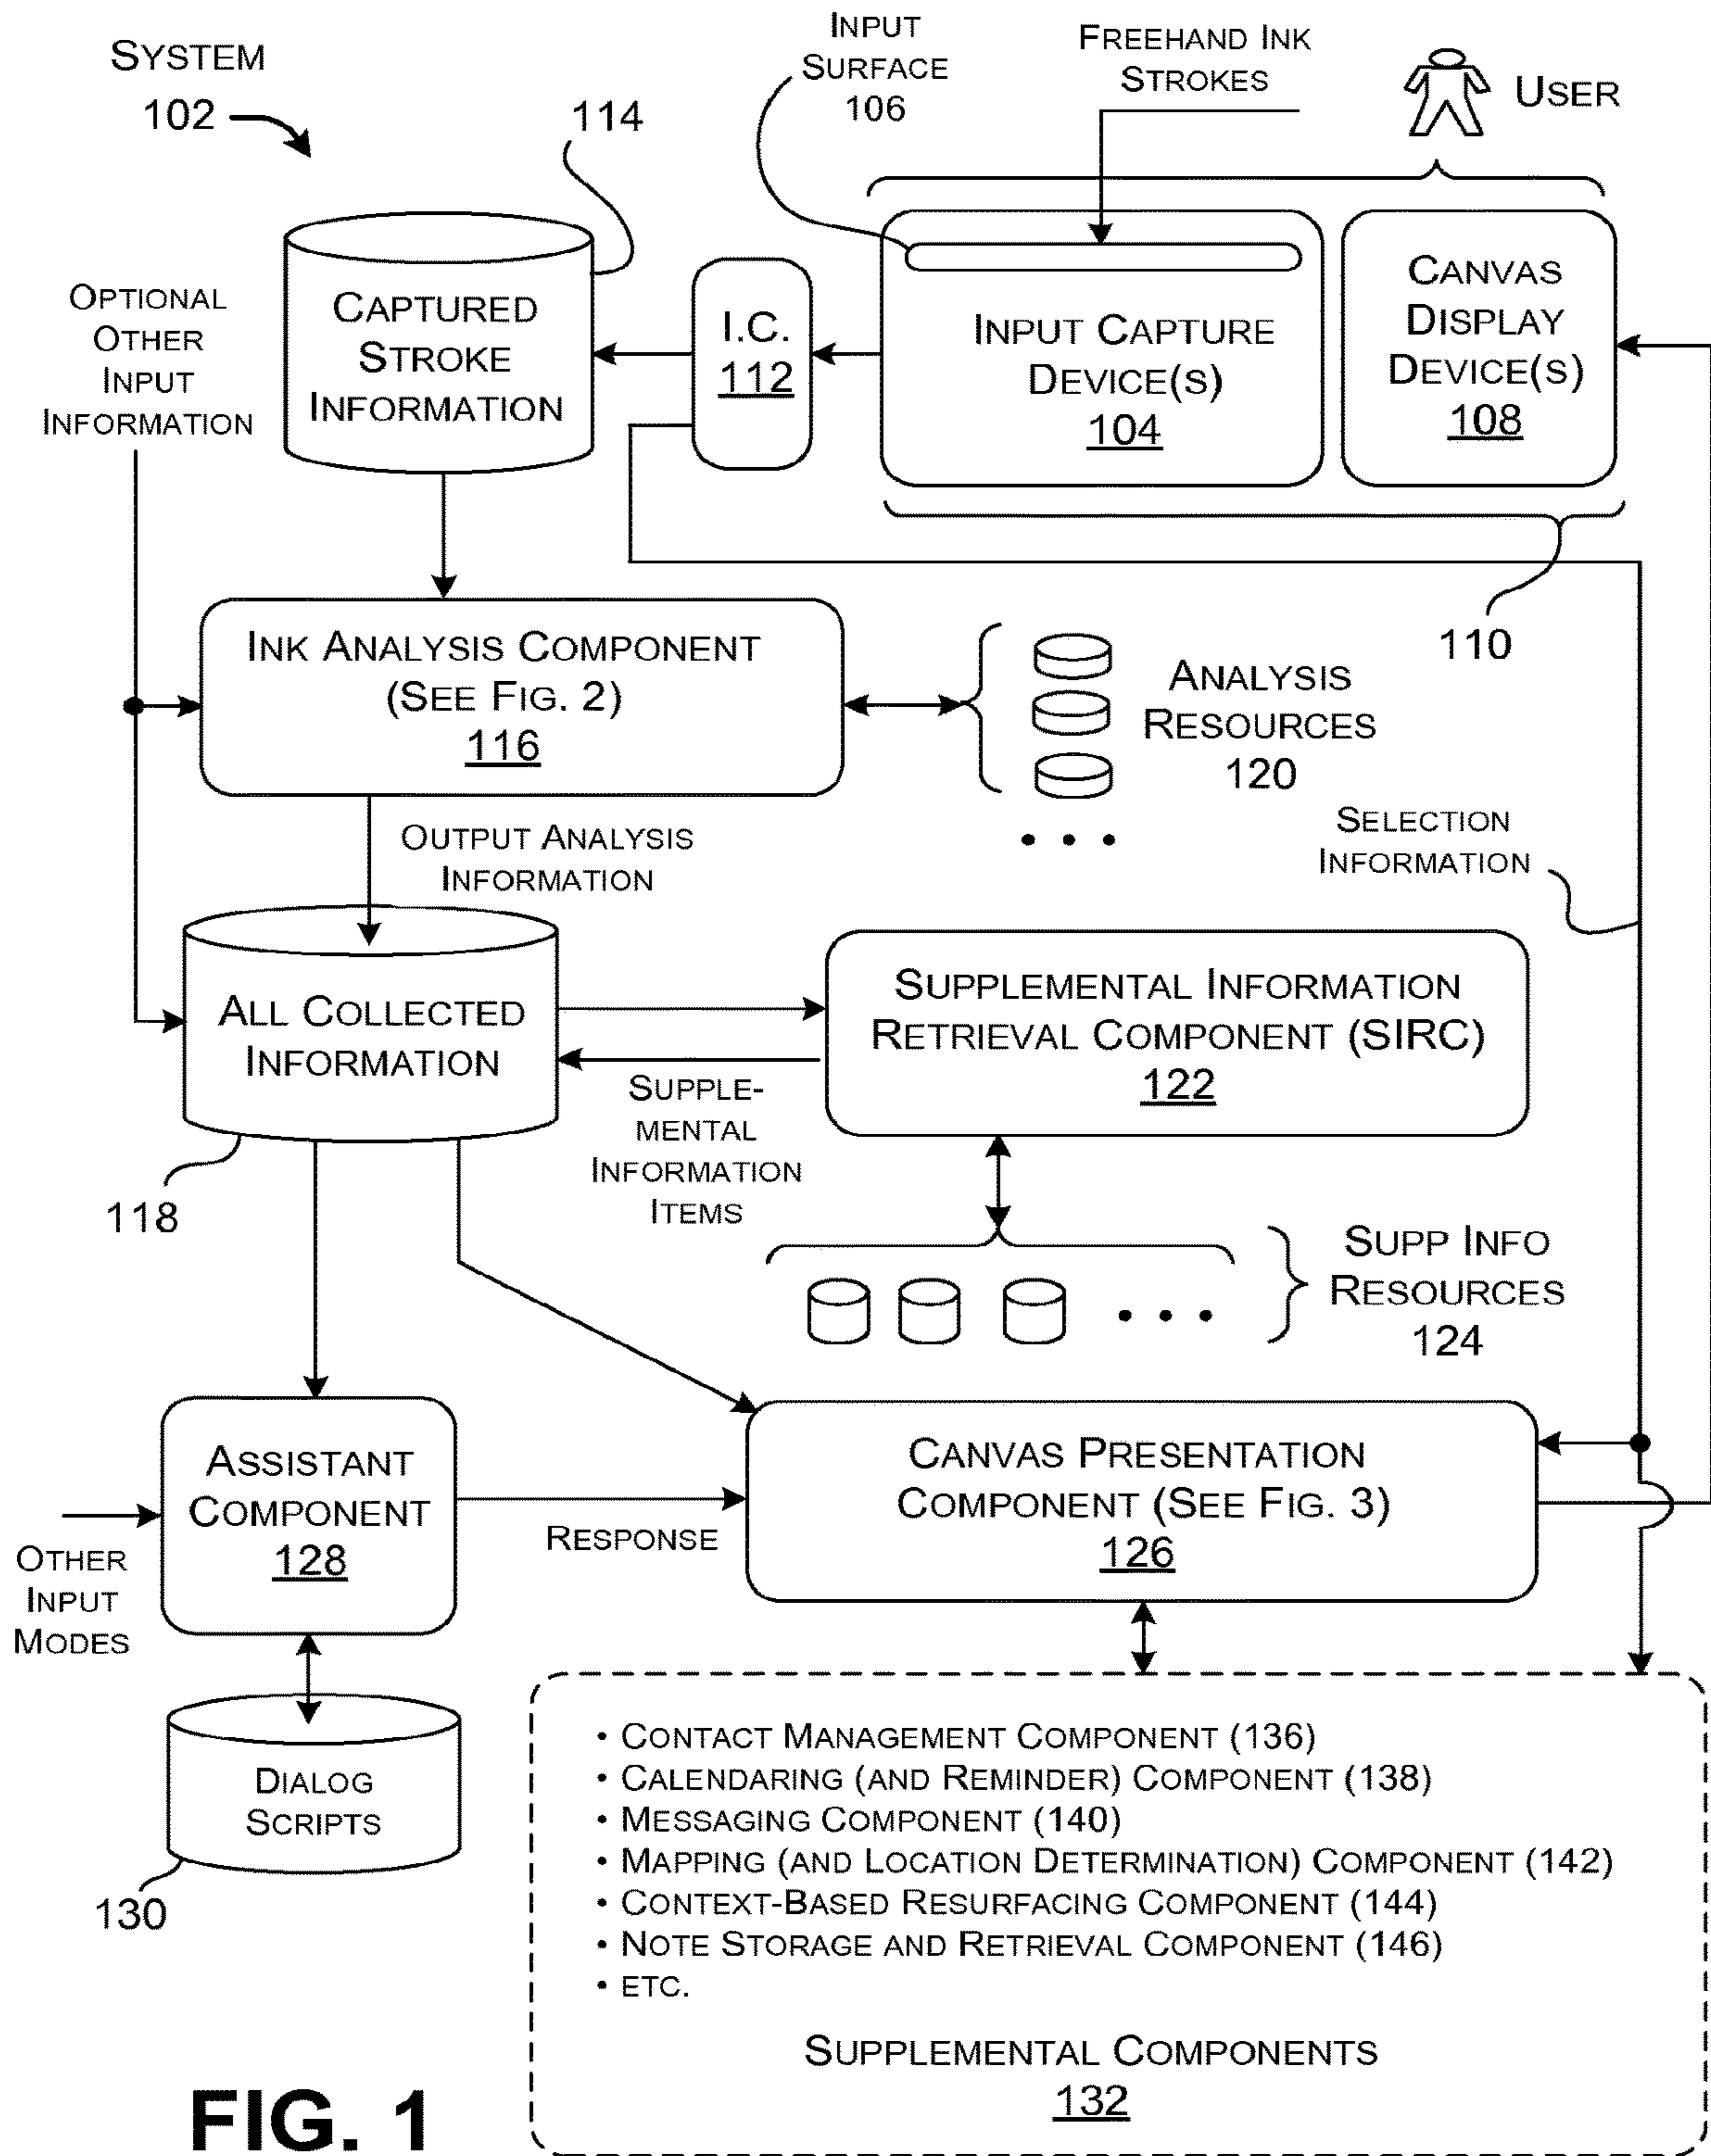 SYSTEM
102
114
INPUT
SURFACE
106
FREEHAND INK
STROKES
USER
OPTIONAL
OTHER
INPUT
INFORMATION
CAPTURED
STROKE
INFORMATION
I.C.
112
INPUT CAPTURE
DEVICE(S)
104
CANVAS
DISPLAY
DEVICE(S)
108
110
INK ANALYSIS COMPONENT
(SEE FIG. 2)
116
ANALYSIS
RESOURCES
120
• • •
OUTPUT ANALYSIS
INFORMATION
SELECTION
INFORMATION
ALL COLLECTED
INFORMATION
118
SUPPLEMENTAL INFORMATION
RETRIEVAL COMPONENT (SIRC)
122
SUPPLE-
MENTAL
INFORMATION
ITEMS
• • •
SUPP INFO
RESOURCES
124
ASSISTANT
COMPONENT
128
OTHER
INPUT
MODES
RESPONSE
CANVAS PRESENTATION
COMPONENT (SEE FIG. 3)
126
DIALOG
SCRIPTS
130
• CONTACT MANAGEMENT COMPONENT (136)
• CALENDARING (AND REMINDER) COMPONENT (138)
• MESSAGING COMPONENT (140)
• MAPPING (AND LOCATION DETERMINATION) COMPONENT (142)
• CONTEXT-BASED RESURFACING COMPONENT (144)
• NOTE STORAGE AND RETRIEVAL COMPONENT (146)
• ETC.
SUPPLEMENTAL COMPONENTS
132
FIG. 1